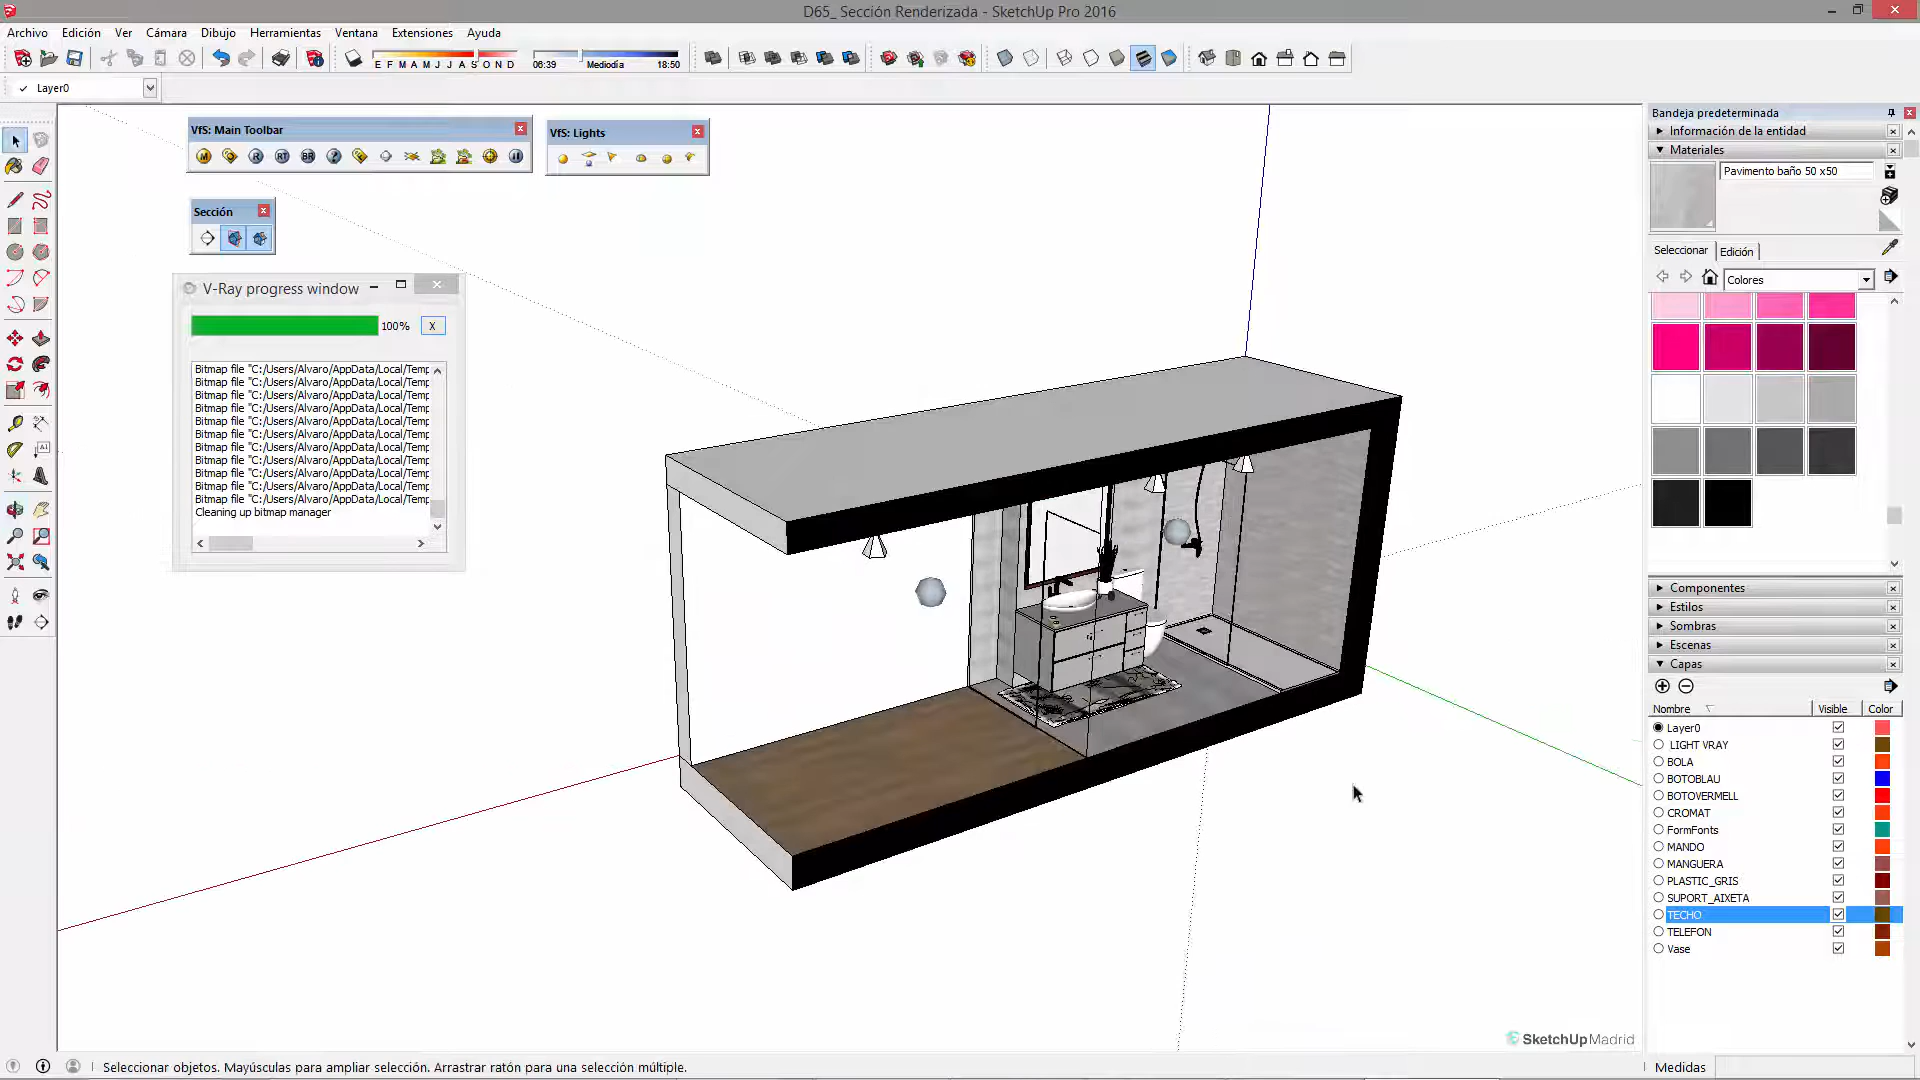 D65_ Sección Renderizada - SketchUp Pro 2016
Archivo Edición Ver Cámara Dibujo Herramientas Ventana Extensiones Ayuda
E F M A M J J A S O N D 06:39 Mediodía 18:50
Layer0
VfS: Main Toolbar
VfS: Lights
Sección
V-Ray progress window
100% X
Bitmap file "C:/Users/Alvaro/AppData/Local/Temp
Bitmap file "C:/Users/Alvaro/AppData/Local/Temp
Bitmap file "C:/Users/Alvaro/AppData/Local/Temp
Bitmap file "C:/Users/Alvaro/AppData/Local/Temp
Bitmap file "C:/Users/Alvaro/AppData/Local/Temp
Bitmap file "C:/Users/Alvaro/AppData/Local/Temp
Bitmap file "C:/Users/Alvaro/AppData/Local/Temp
Bitmap file "C:/Users/Alvaro/AppData/Local/Temp
Bitmap file "C:/Users/Alvaro/AppData/Local/Temp
Bitmap file "C:/Users/Alvaro/AppData/Local/Temp
Bitmap file "C:/Users/Alvaro/AppData/Local/Temp
Cleaning up bitmap manager
Bandeja predeterminada
Información de la entidad
Materiales
Pavimento baño 50 x50
Seleccionar Edición
Colores
Componentes
Estilos
Sombras
Escenas
Capas
Nombre Visible Color
Layer0
LIGHT VRAY
BOLA
BOTOBLAU
BOTOVERMELL
CROMAT
FormFonts
MANDO
MANGUERA
PLASTIC_GRIS
SUPORT_AIXETA
TECHO
TELEFON
Vase
SketchUpMadrid
Seleccionar objetos. Mayúsculas para ampliar selección. Arrastrar ratón para una selección múltiple.
Medidas